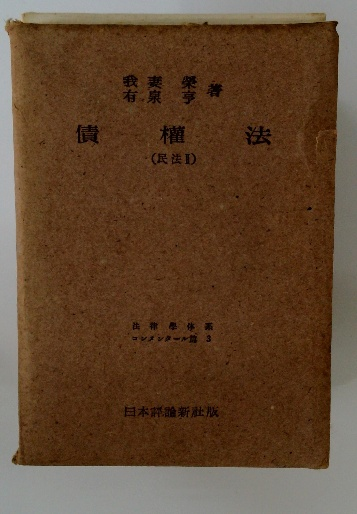 我妻榮
有泉亨 著
債權法
(民法II)
法律學体系
コンメンタール篇 3
日本評論新社版